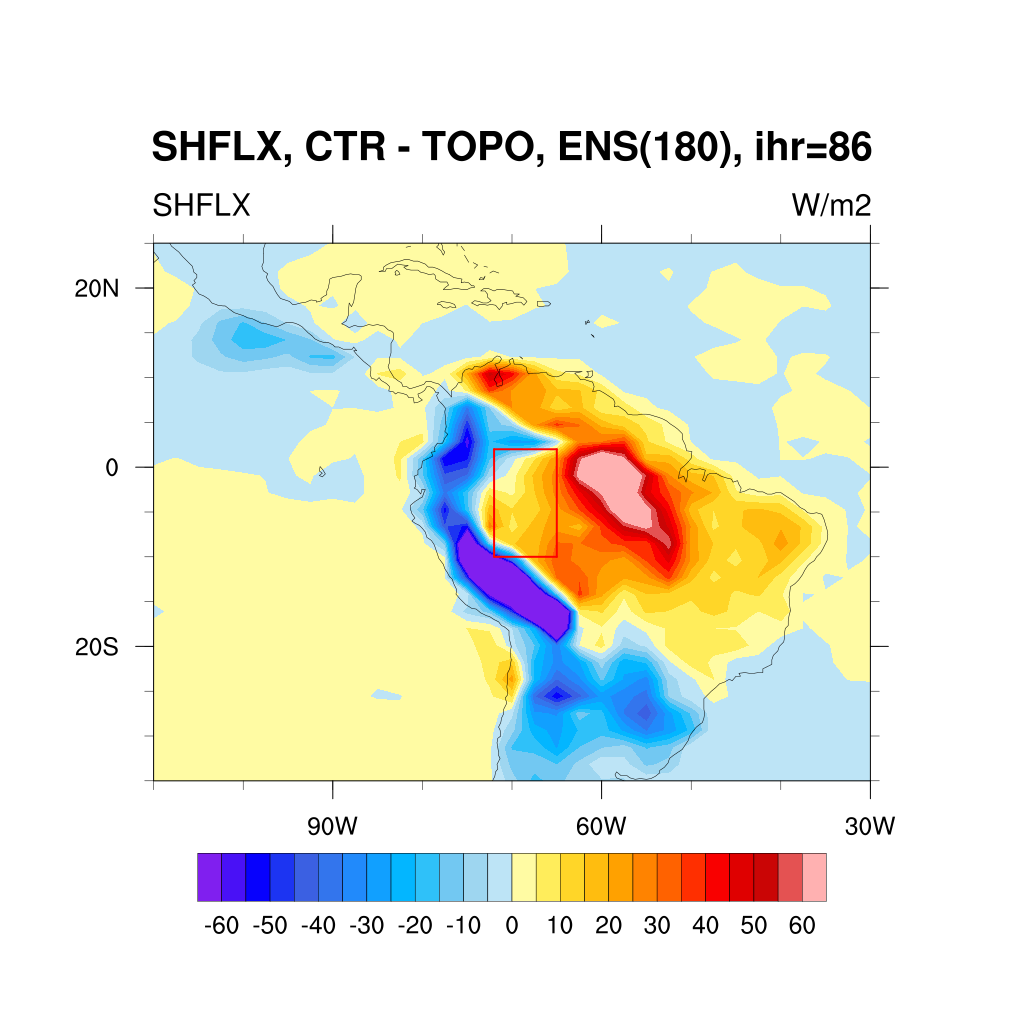 SHFLX, CTR - TOPO, ENS(180), ihr=86
SHFLX W/m2
20N
0
20S
90W 60W 30W
-60 -50 -40 -30 -20 -10 0 10 20 30 40 50 60